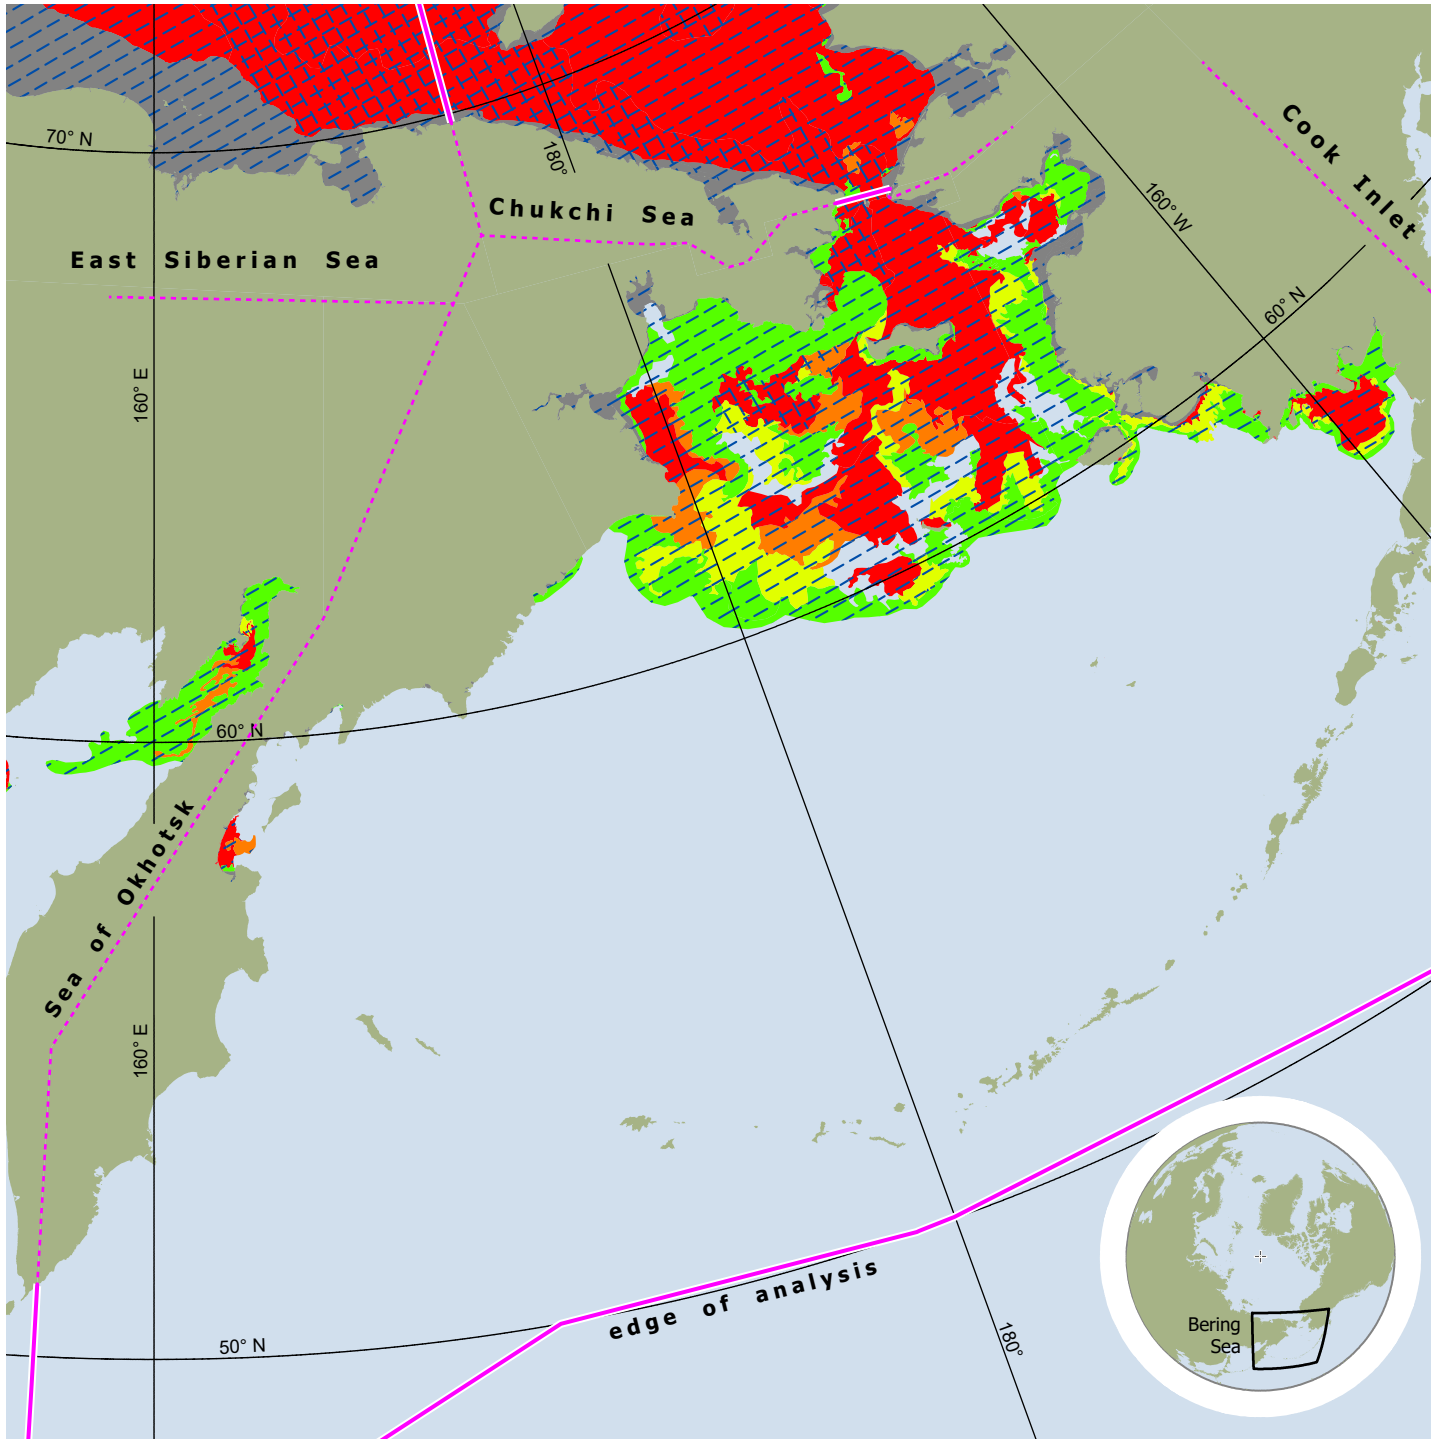 70° N
180°
Chukchi Sea
East Siberian Sea
Cook Inlet
160° W
60° N
160° E
60° N
Sea of Okhotsk
160° E
edge of analysis
50° N
180°
Bering
Sea